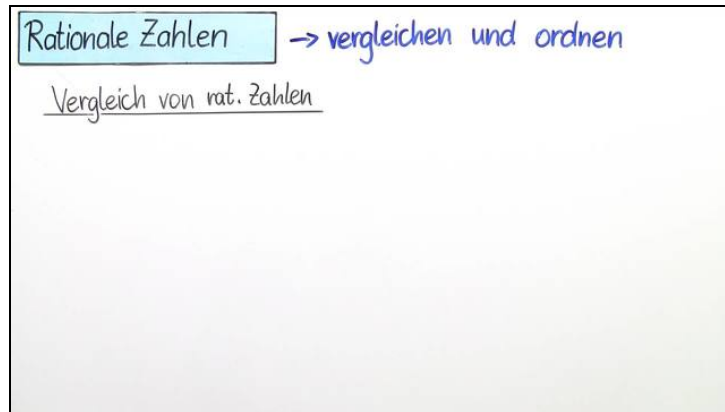 Rationale Zahlen → vergleichen und ordnen
Vergleich von rat. Zahlen